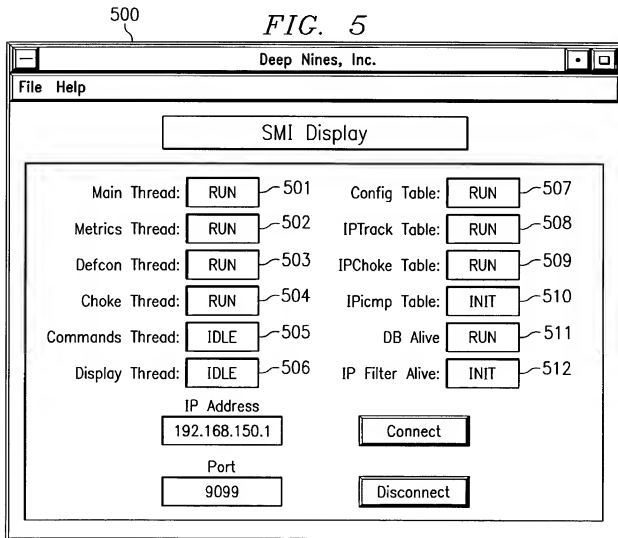 500
FIG. 5
Deep Nines, Inc.
File Help
SMI Display
Main Thread: RUN 501 Config Table: RUN 507
Metrics Thread: RUN 502 IPTrack Table: RUN 508
Defcon Thread: RUN 503 IPChoke Table: RUN 509
Choke Thread: RUN 504 IPicmp Table: INIT 510
Commands Thread: IDLE 505 DB Alive RUN 511
Display Thread: IDLE 506 IP Filter Alive: INIT 512
IP Address
192.168.150.1 Connect
Port
9099 Disconnect